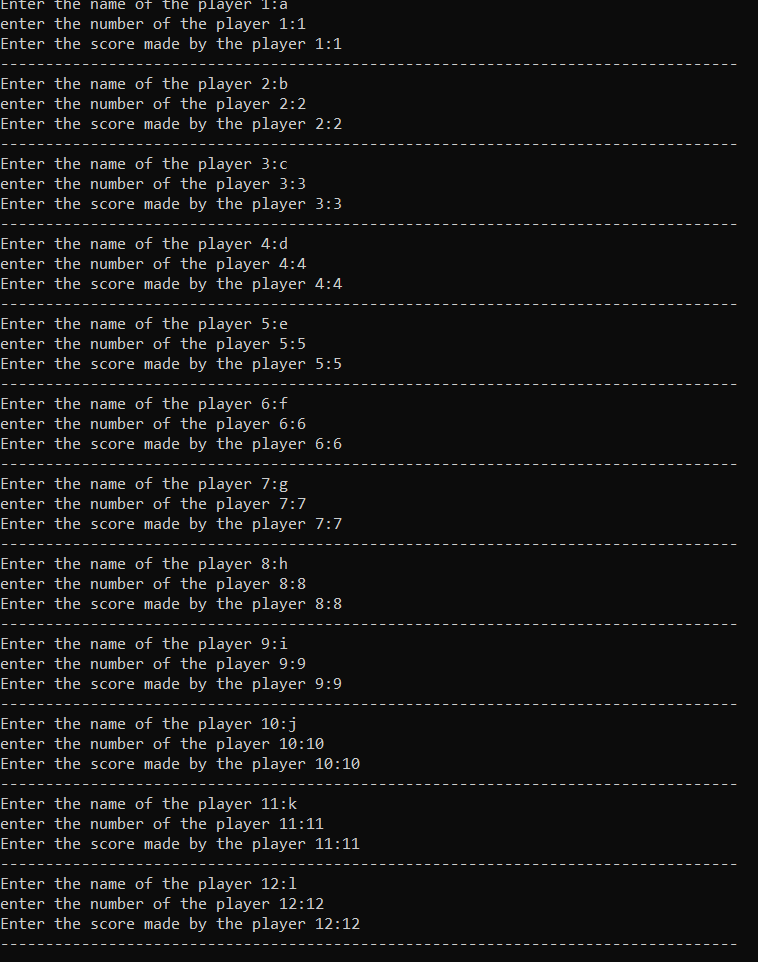 Enter the name of the player 1:a
enter the number of the player 1:1
Enter the score made by the player 1:1
----------------------------------------------------------------------------------
Enter the name of the player 2:b
enter the number of the player 2:2
Enter the score made by the player 2:2
----------------------------------------------------------------------------------
Enter the name of the player 3:c
enter the number of the player 3:3
Enter the score made by the player 3:3
----------------------------------------------------------------------------------
Enter the name of the player 4:d
enter the number of the player 4:4
Enter the score made by the player 4:4
----------------------------------------------------------------------------------
Enter the name of the player 5:e
enter the number of the player 5:5
Enter the score made by the player 5:5
----------------------------------------------------------------------------------
Enter the name of the player 6:f
enter the number of the player 6:6
Enter the score made by the player 6:6
----------------------------------------------------------------------------------
Enter the name of the player 7:g
enter the number of the player 7:7
Enter the score made by the player 7:7
----------------------------------------------------------------------------------
Enter the name of the player 8:h
enter the number of the player 8:8
Enter the score made by the player 8:8
----------------------------------------------------------------------------------
Enter the name of the player 9:i
enter the number of the player 9:9
Enter the score made by the player 9:9
----------------------------------------------------------------------------------
Enter the name of the player 10:j
enter the number of the player 10:10
Enter the score made by the player 10:10
----------------------------------------------------------------------------------
Enter the name of the player 11:k
enter the number of the player 11:11
Enter the score made by the player 11:11
----------------------------------------------------------------------------------
Enter the name of the player 12:l
enter the number of the player 12:12
Enter the score made by the player 12:12
----------------------------------------------------------------------------------